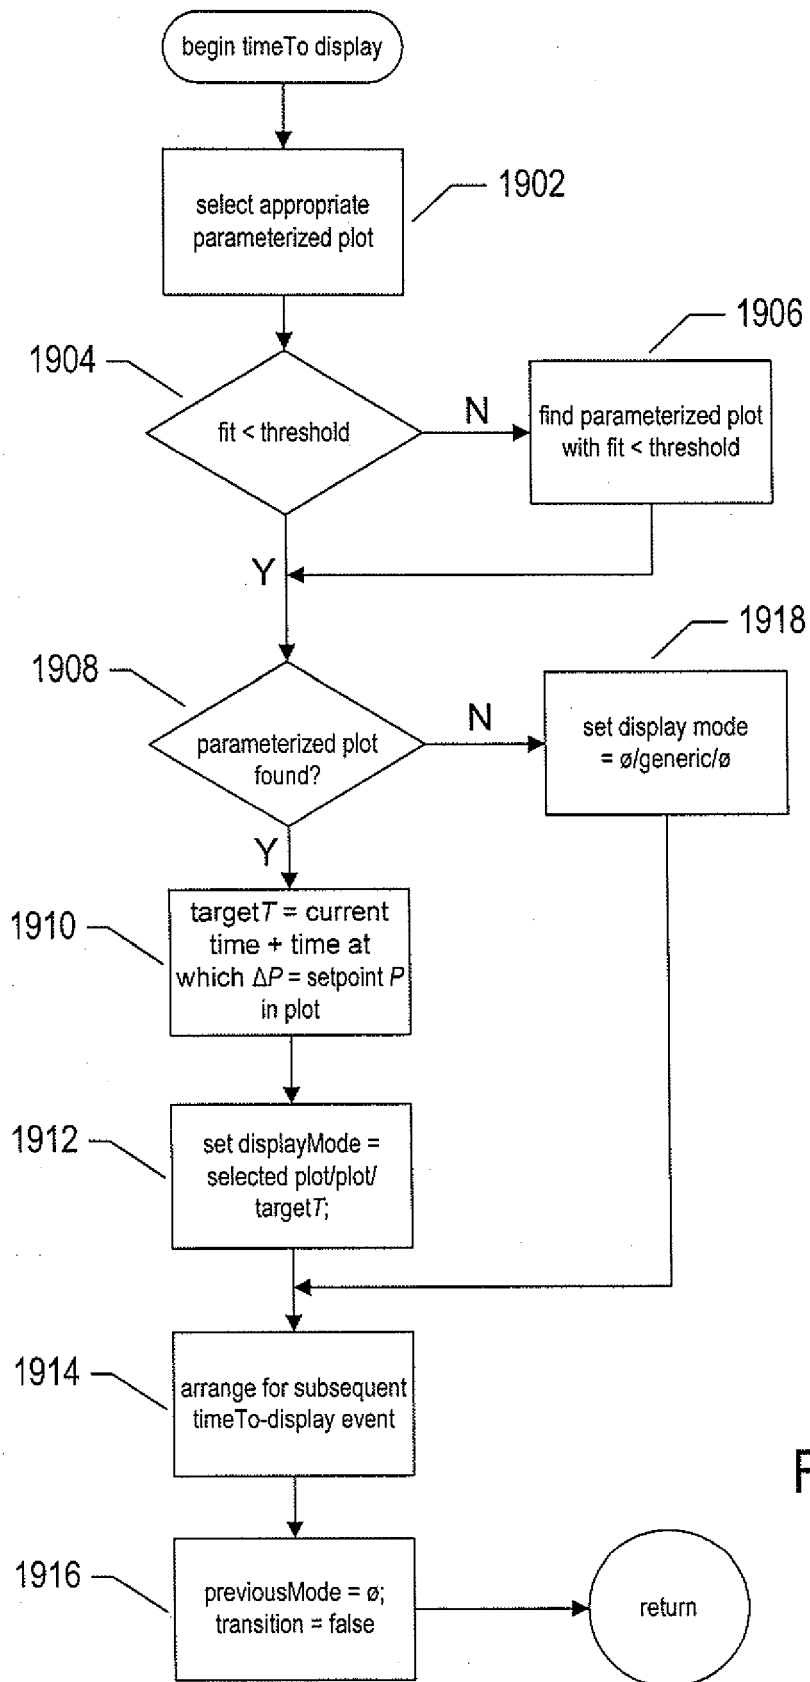 begin timeTo display
select appropriate
parameterized plot
1902
1904
fit < threshold
N
1906
find parameterized plot
with fit < threshold
Y
1908
parameterized plot
found?
N
1918
set display mode
= ø/generic/ø
Y
1910
targetT = current
time + time at
which ΔP = setpoint P
in plot
1912
set displayMode =
selected plot/plot/
targetT;
1914
arrange for subsequent
timeTo-display event
F
1916
previousMode = ø;
transition = false
return